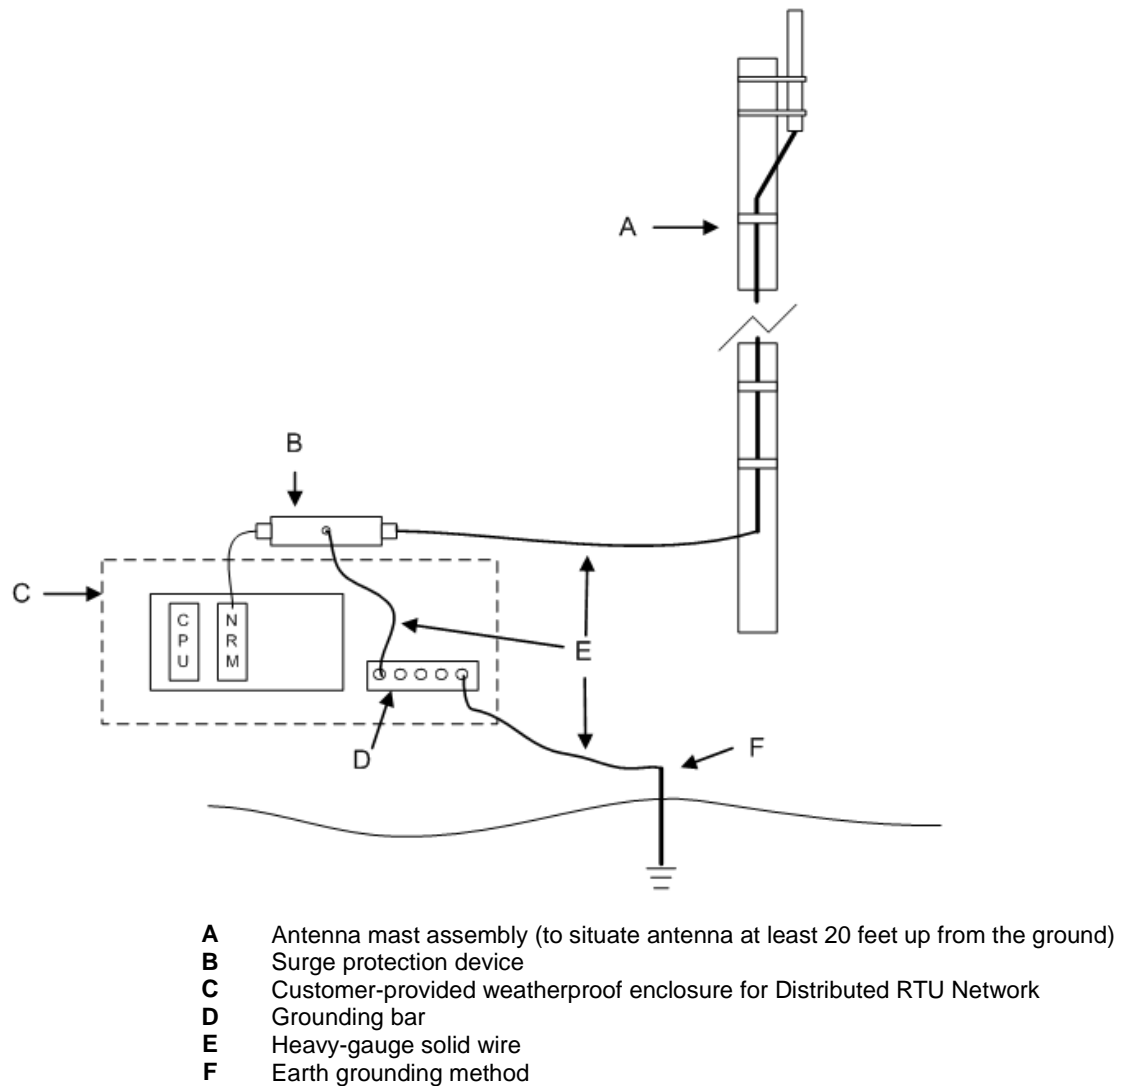 A
B
C
C
P
U
N
R
M
E
D
F
A Antenna mast assembly (to situate antenna at least 20 feet up from the ground)
B Surge protection device
C Customer-provided weatherproof enclosure for Distributed RTU Network
D Grounding bar
E Heavy-gauge solid wire
F Earth grounding method